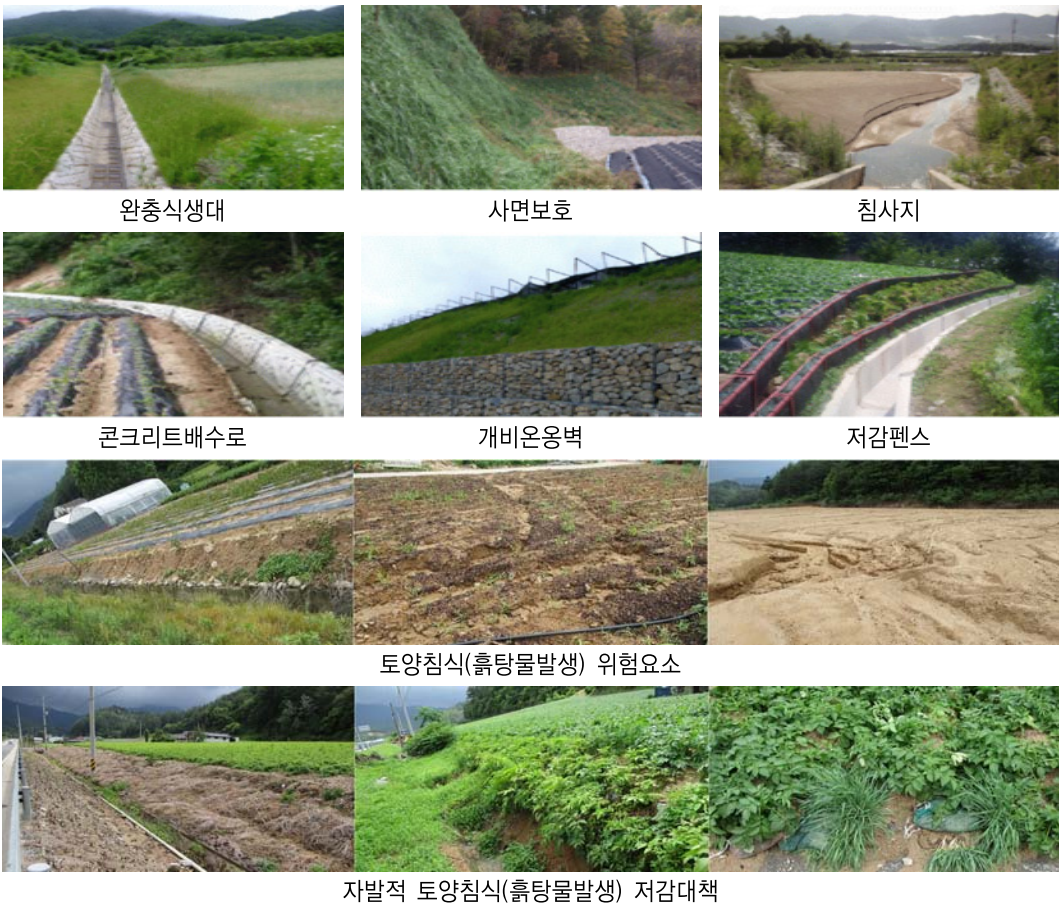 완충식생대
사면보호
침사지
콘크리트배수로
개비온옹벽
저감펜스
토양침식(흙탕물발생) 위험요소
자발적 토양침식(흙탕물발생) 저감대책